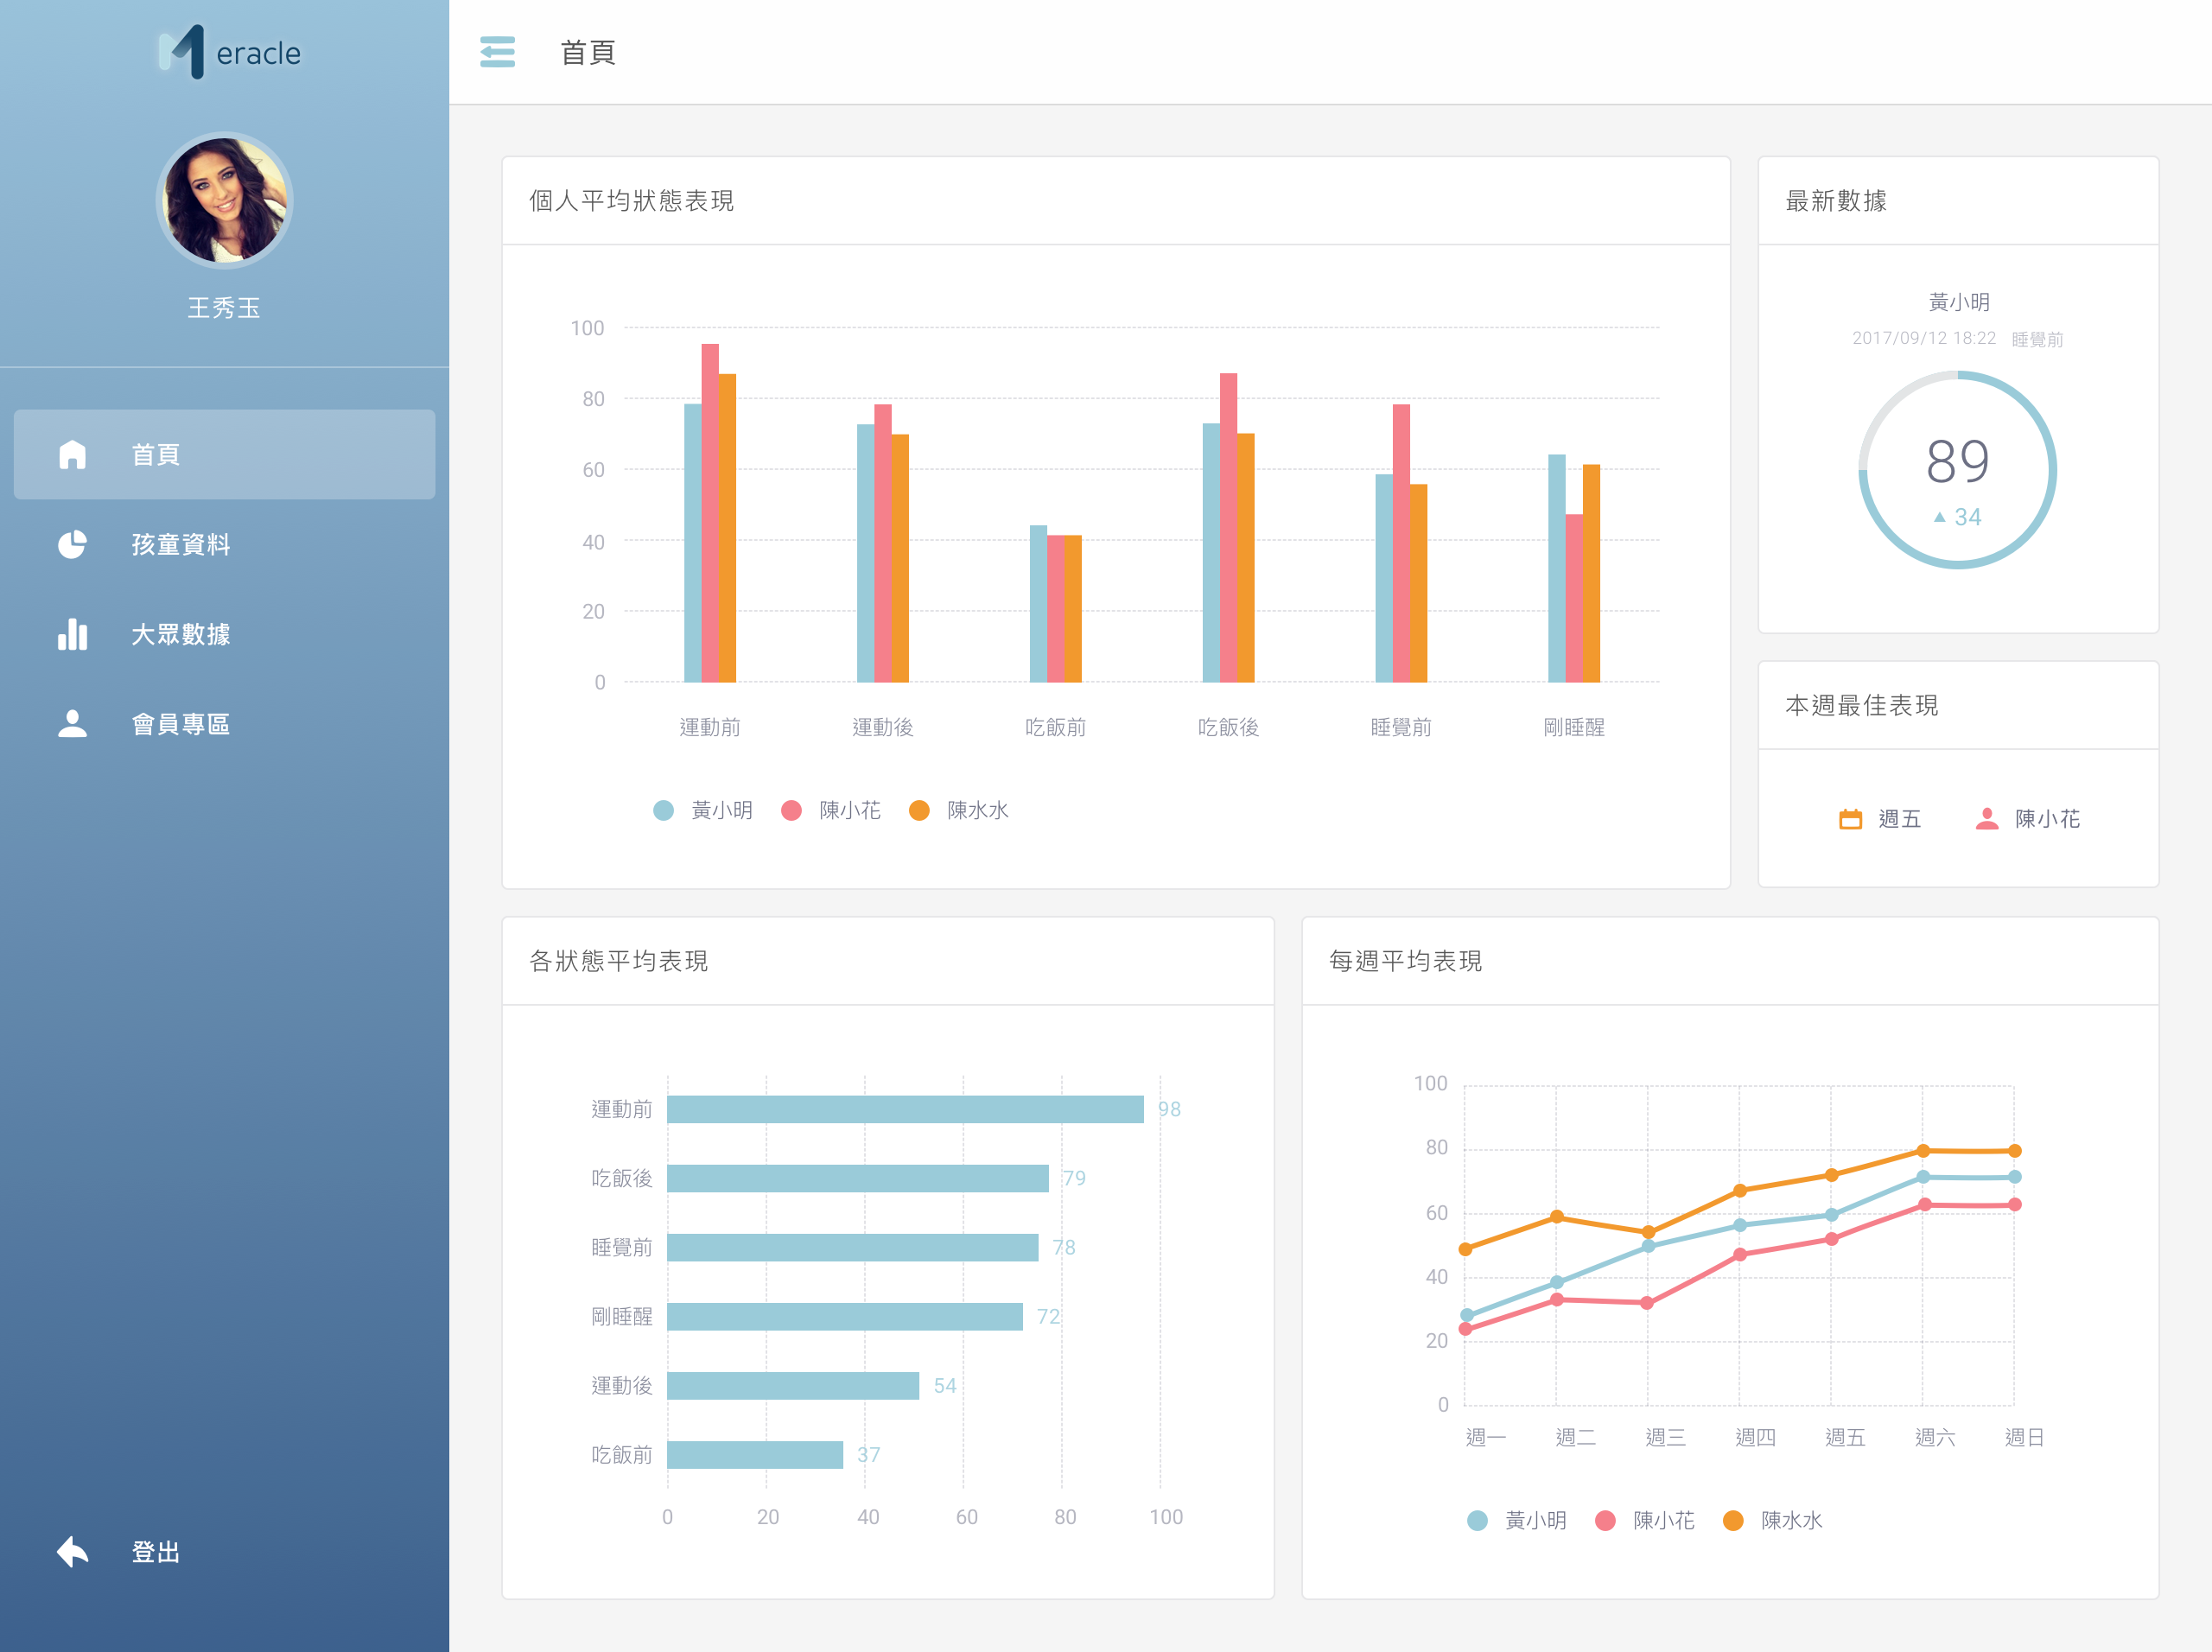 Meracle
王秀玉
首頁
孩童資料
大眾數據
會員專區
登出
首頁
個人平均狀態表現
100
80
60
40
20
0
運動前 運動後 吃飯前 吃飯後 睡覺前 剛睡醒
黃小明 陳小花 陳水水
最新數據
黃小明
2017/09/12 18:22 睡覺前
89
34
本週最佳表現
週五 陳小花
各狀態平均表現
運動前 98
吃飯後 79
睡覺前 78
剛睡醒 72
運動後 54
吃飯前 37
0 20 40 60 80 100
每週平均表現
100
80
60
40
20
0
週一 週二 週三 週四 週五 週六 週日
黃小明 陳小花 陳水水